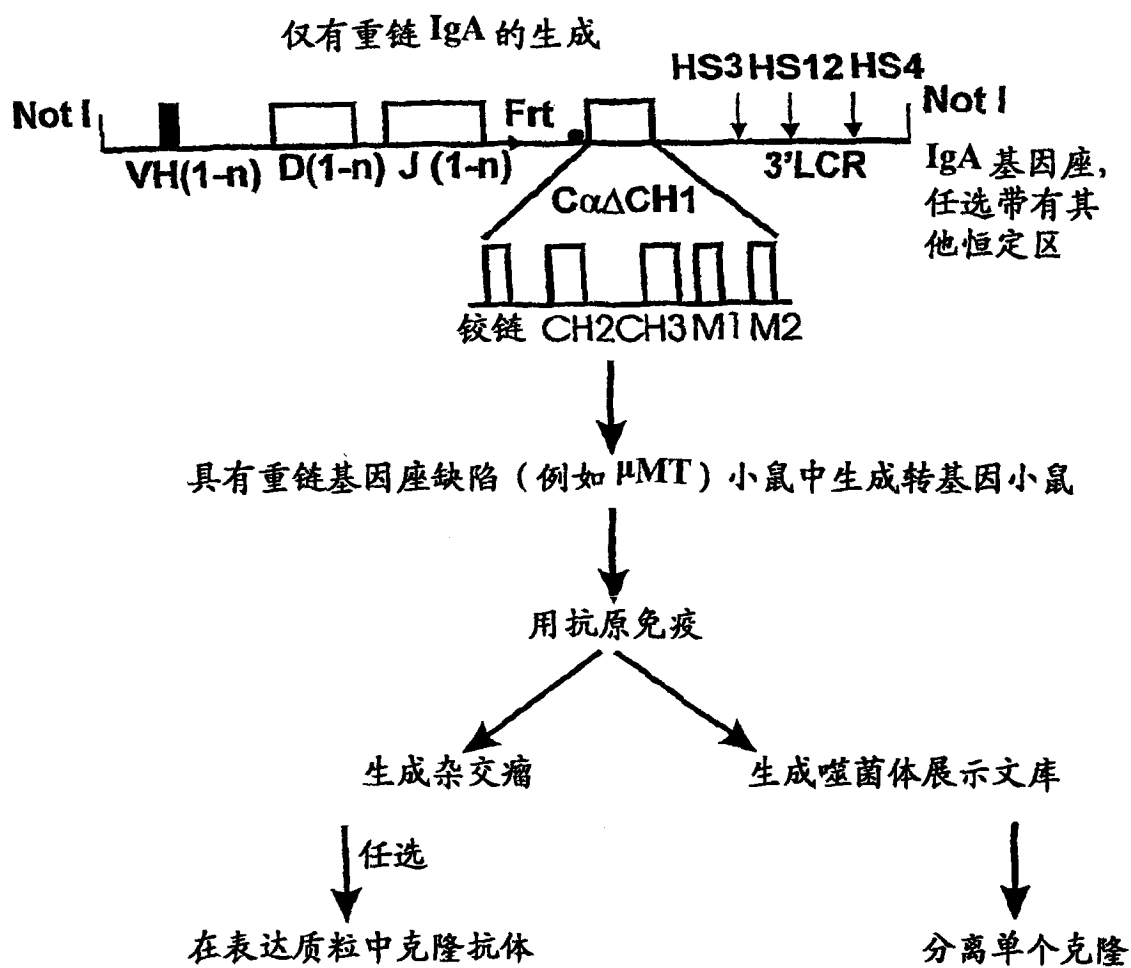 仅有重链 IgA 的生成
HS3 HS12 HS4
Not I
Frt
Not I
VH(1-n) D(1-n) J (1-n)
3'LCR
IgA 基因座,
任选带有其
他恒定区
CαΔCH1
铰链 CH2 CH3 M1 M2
具有重链基因座缺陷（例如 μMT）小鼠中生成转基因小鼠
用抗原免疫
生成杂交瘤
生成噬菌体展示文库
任选
在表达质粒中克隆抗体
分离单个克隆